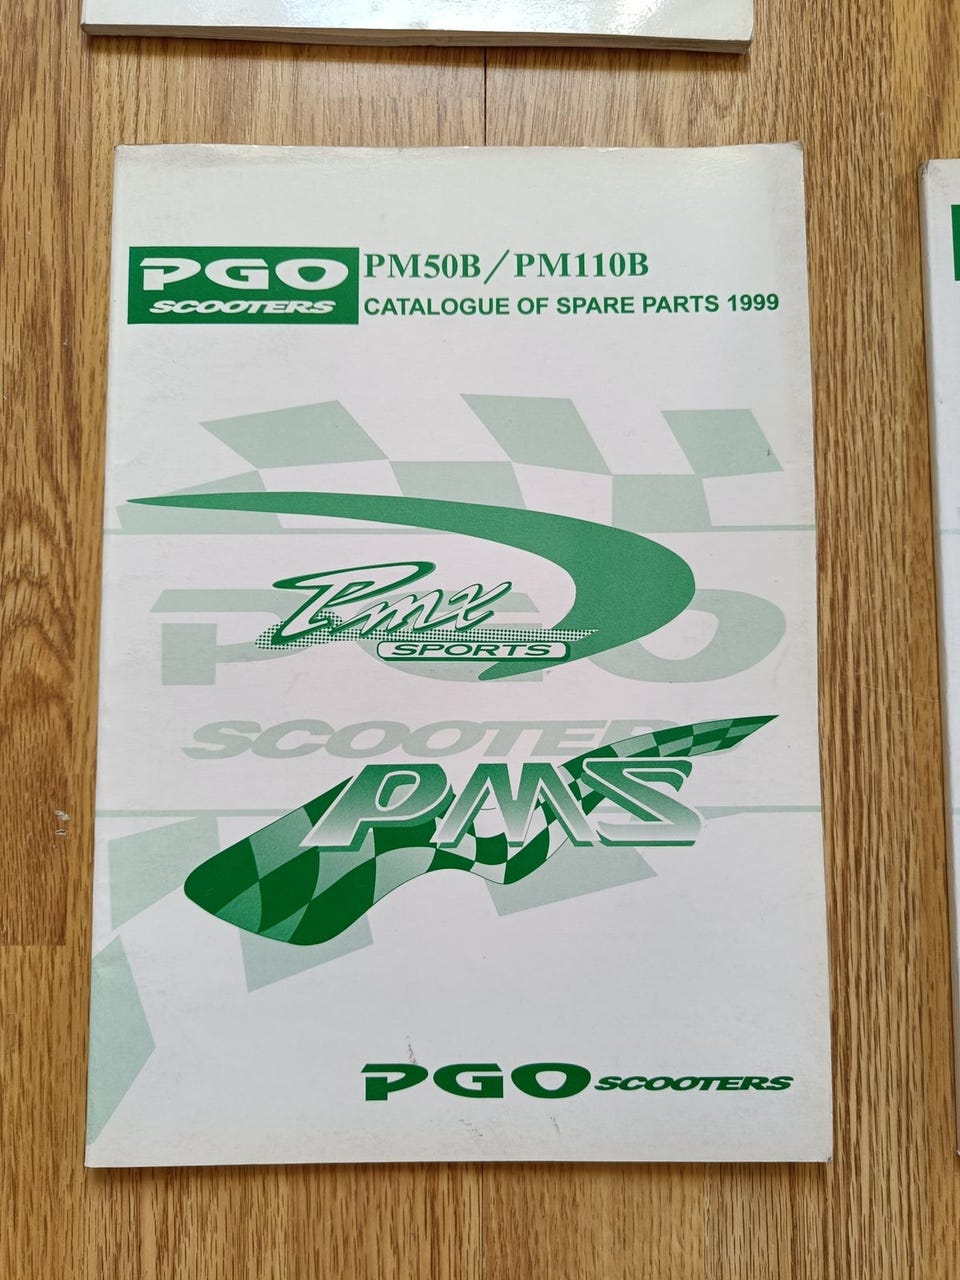 PGO
SCOOTERS
PM50B/PM110B
CATALOGUE OF SPARE PARTS 1999
PGO
Pmx
SPORTS
SCOOTER
PMS
PGO SCOOTERS